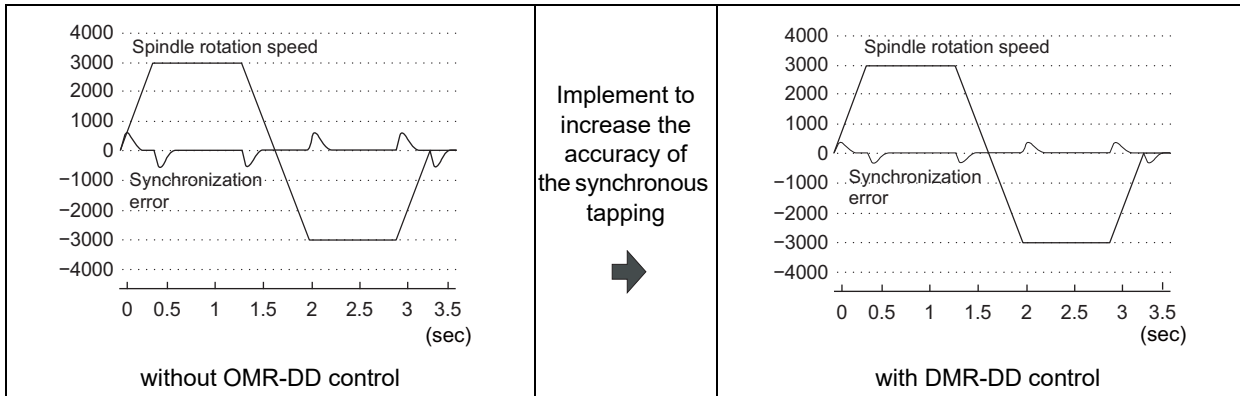 4000
Spindle rotation speed
3000
2000
1000
0
−1000
Synchronization
error
−2000
−3000
−4000
0 0.5 1 1.5 2 2.5 3 3.5
(sec)
without OMR-DD control
Implement to
increase the
accuracy of
the synchronous
tapping
4000
Spindle rotation speed
3000
2000
1000
0
−1000
Synchronization
error
−2000
−3000
−4000
0 0.5 1 1.5 2 2.5 3 3.5
(sec)
with DMR-DD control